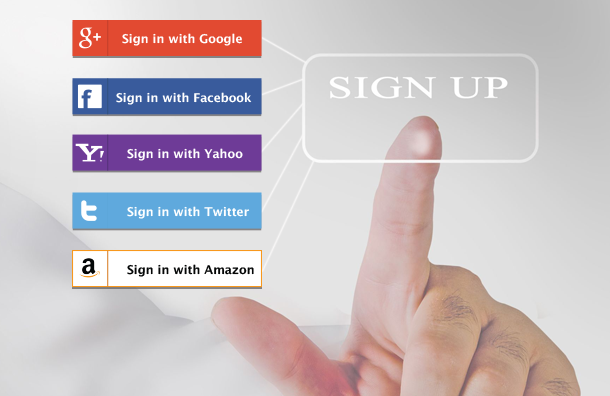 g+ Sign in with Google
f Sign in with Facebook
Y! Sign in with Yahoo
t Sign in with Twitter
a Sign in with Amazon
SIGN UP